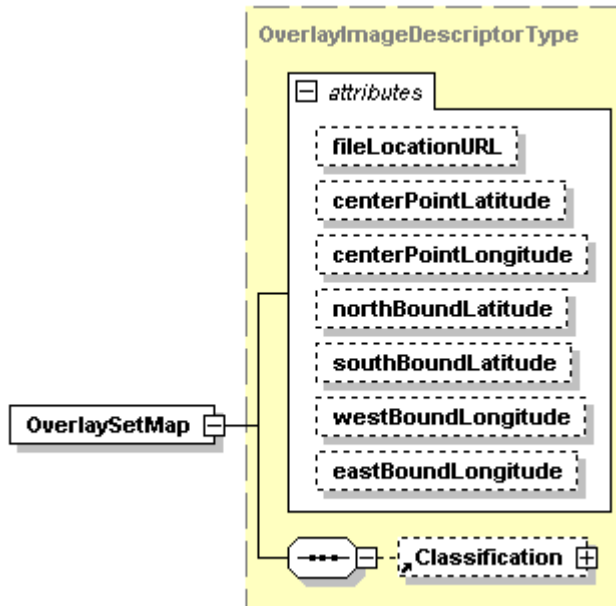 OverlayImageDescriptorType
attributes
fileLocationURL
centerPointLatitude
centerPointLongitude
northBoundLatitude
southBoundLatitude
westBoundLongitude
eastBoundLongitude
OverlaySetMap
Classification